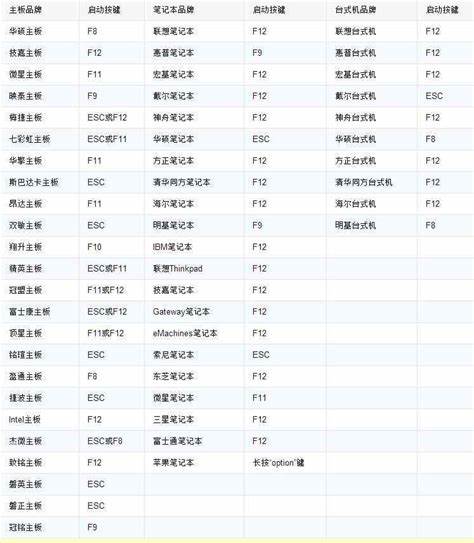 主板品牌 启动按键 笔记本品牌 启动按键 台式机品牌 启动按键
华硕主板 F8 联想笔记本 F12 联想台式机 F12
技嘉主板 F12 惠普笔记本 F9 惠普台式机 F12
微星主板 F11 宏基笔记本 F12 宏基台式机 F12
映泰主板 F9 戴尔笔记本 F12 戴尔台式机 ESC
梅捷主板 ESC或F12 神舟笔记本 F12 神舟台式机 F12
七彩虹主板 ESC或F11 华硕笔记本 ESC 华硕台式机 F8
华擎主板 F11 方正笔记本 F12 方正台式机 F12
斯巴达卡主板 ESC 清华同方笔记本 F12 清华同方台式机 F12
昂达主板 F11 海尔笔记本 F12 海尔台式机 F12
双敏主板 ESC 明基笔记本 F9 明基台式机 F8
翔升主板 F10 IBM笔记本 F12
精英主板 ESC或F11 联想Thinkpad F12
冠盟主板 F11或F12 技嘉笔记本 F12
富士康主板 ESC或F12 Gateway笔记本 F12
顶星主板 F11或F12 eMachines笔记本 F12
铭瑄主板 ESC 索尼笔记本 ESC
盈通主板 F8 东芝笔记本 F12
捷波主板 ESC 微星笔记本 F11
Intel主板 F12 三星笔记本 F12
杰微主板 ESC或F8 富士通笔记本 F12
致铭主板 F12 苹果笔记本 长按“option”键
磐英主板 ESC
磐正主板 ESC
冠铭主板 F9